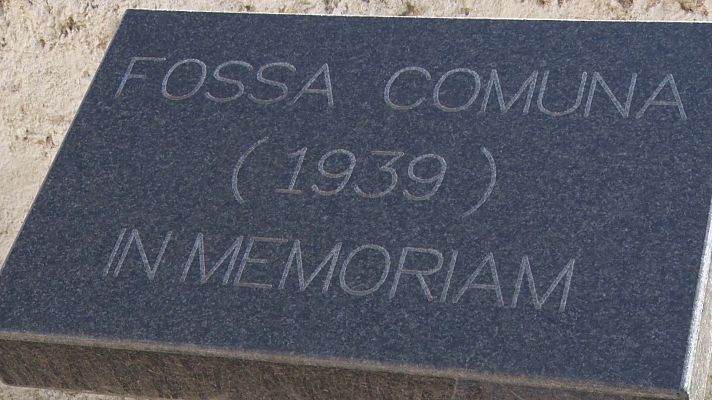 FOSSA COMUNA
(1939)
IN MEMORIAM